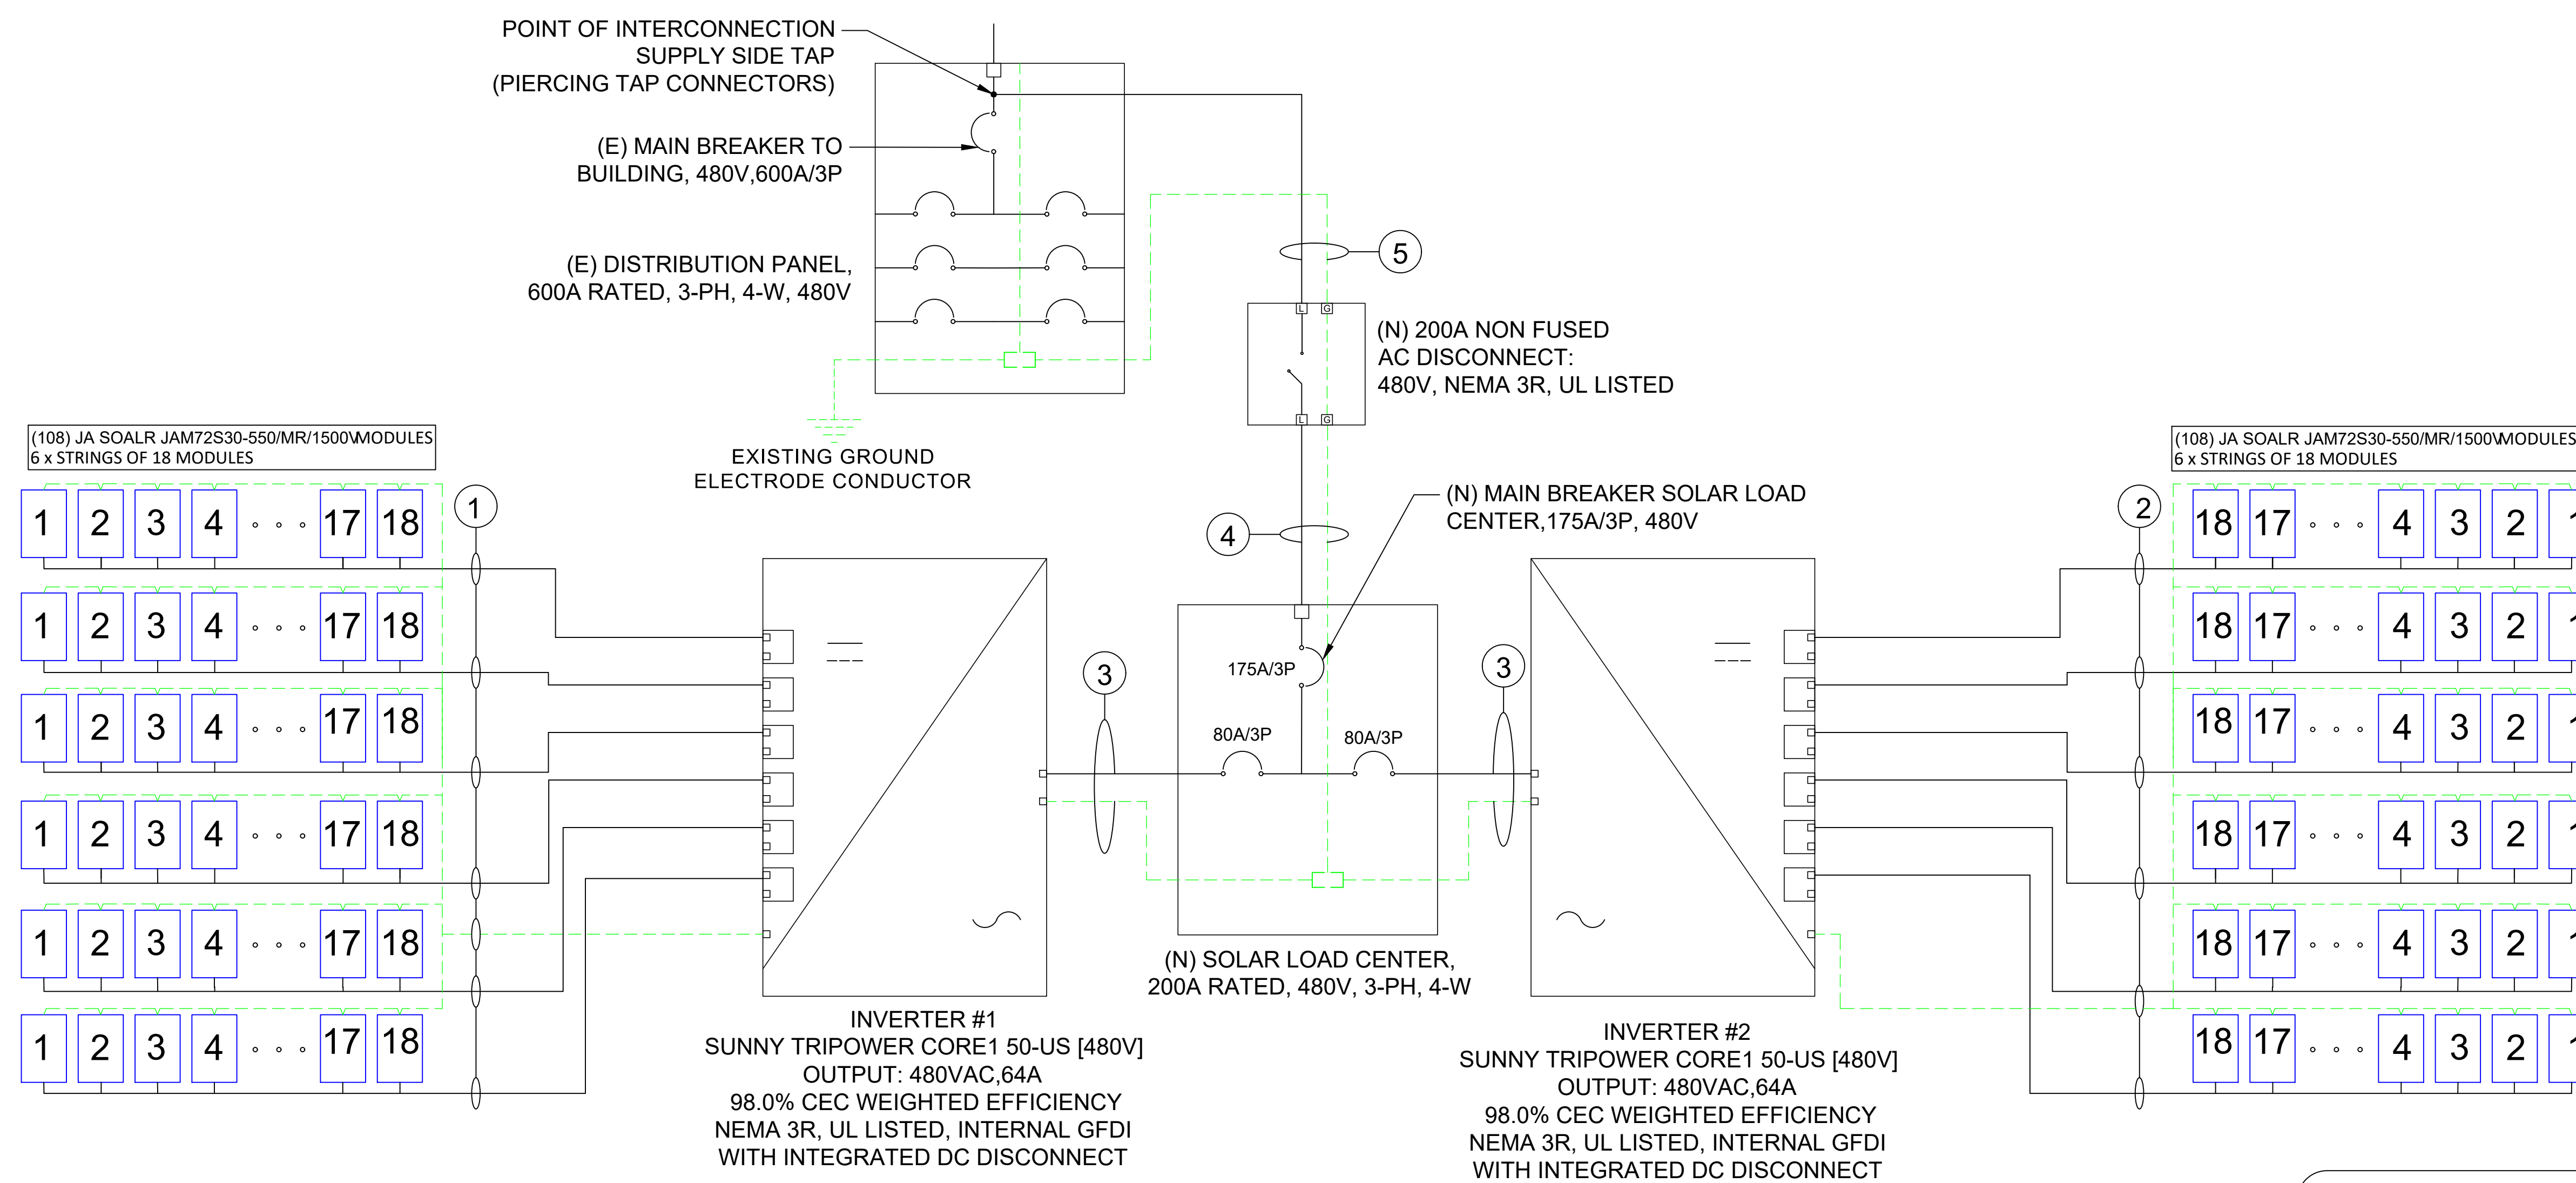 POINT OF INTERCONNECTION
SUPPLY SIDE TAP
(PIERCING TAP CONNECTORS)
(E) MAIN BREAKER TO
BUILDING, 480V,600A/3P
(E) DISTRIBUTION PANEL,
600A RATED, 3-PH, 4-W, 480V
EXISTING GROUND
ELECTRODE CONDUCTOR
5
L G
(N) 200A NON FUSED
AC DISCONNECT:
480V, NEMA 3R, UL LISTED
L G
4
(N) MAIN BREAKER SOLAR LOAD
CENTER,175A/3P, 480V
(108) JA SOALR JAM72S30-550/MR/1500VMODULES
6 x STRINGS OF 18 MODULES
1 2 3 4 17 18
1 2 3 4 17 18
1 2 3 4 17 18
1 2 3 4 17 18
1 2 3 4 17 18
1 2 3 4 17 18
1
INVERTER #1
SUNNY TRIPOWER CORE1 50-US [480V]
OUTPUT: 480VAC,64A
98.0% CEC WEIGHTED EFFICIENCY
NEMA 3R, UL LISTED, INTERNAL GFDI
WITH INTEGRATED DC DISCONNECT
3
175A/3P
80A/3P 80A/3P
(N) SOLAR LOAD CENTER,
200A RATED, 480V, 3-PH, 4-W
3
INVERTER #2
SUNNY TRIPOWER CORE1 50-US [480V]
OUTPUT: 480VAC,64A
98.0% CEC WEIGHTED EFFICIENCY
NEMA 3R, UL LISTED, INTERNAL GFDI
WITH INTEGRATED DC DISCONNECT
2
(108) JA SOALR JAM72S30-550/MR/1500VMODULES
6 x STRINGS OF 18 MODULES
18 17 4 3 2
18 17 4 3 2
18 17 4 3 2
18 17 4 3 2
18 17 4 3 2
18 17 4 3 2